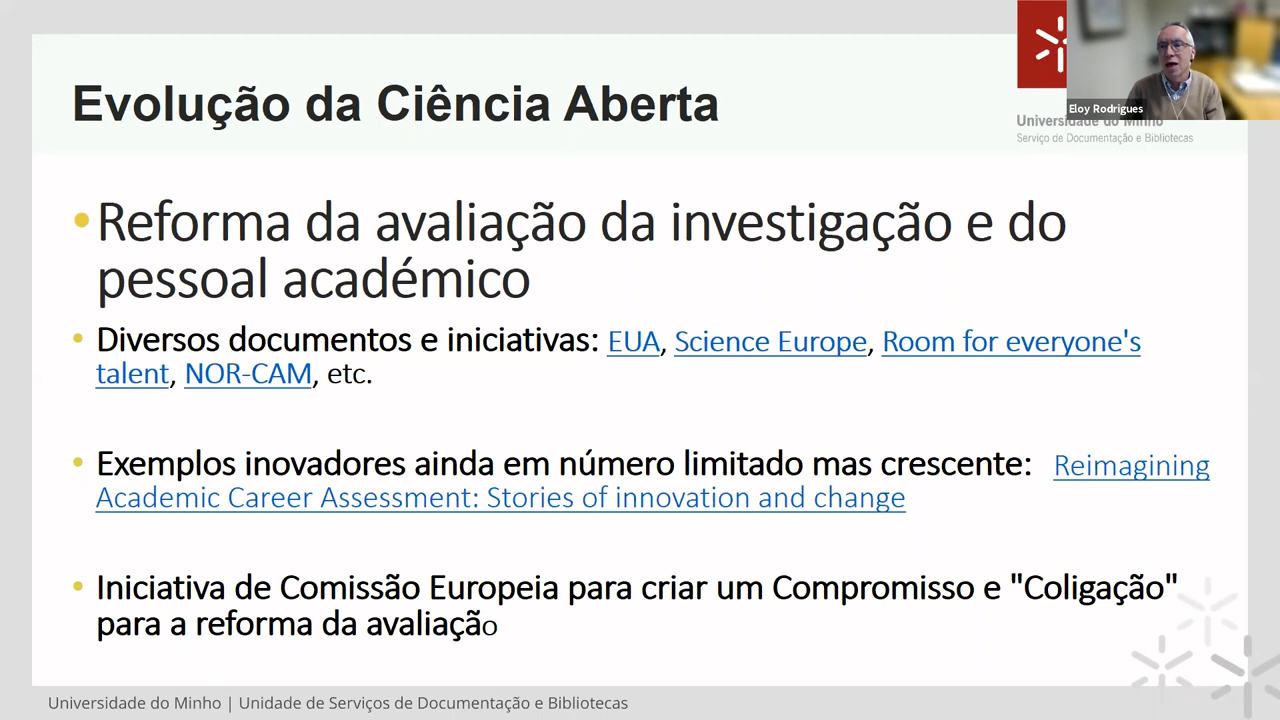 Evolução da Ciência Aberta
Eloy Rodrigues
Universidade do Minho
Serviço de Documentação e Bibliotecas
•Reforma da avaliação da investigação e do
pessoal académico
• Diversos documentos e iniciativas: EUA, Science Europe, Room for everyone's
talent, NOR-CAM, etc.
• Exemplos inovadores ainda em número limitado mas crescente: Reimagining
Academic Career Assessment: Stories of innovation and change
• Iniciativa de Comissão Europeia para criar um Compromisso e "Coligação"
para a reforma da avaliação
Universidade do Minho | Unidade de Serviços de Documentação e Bibliotecas